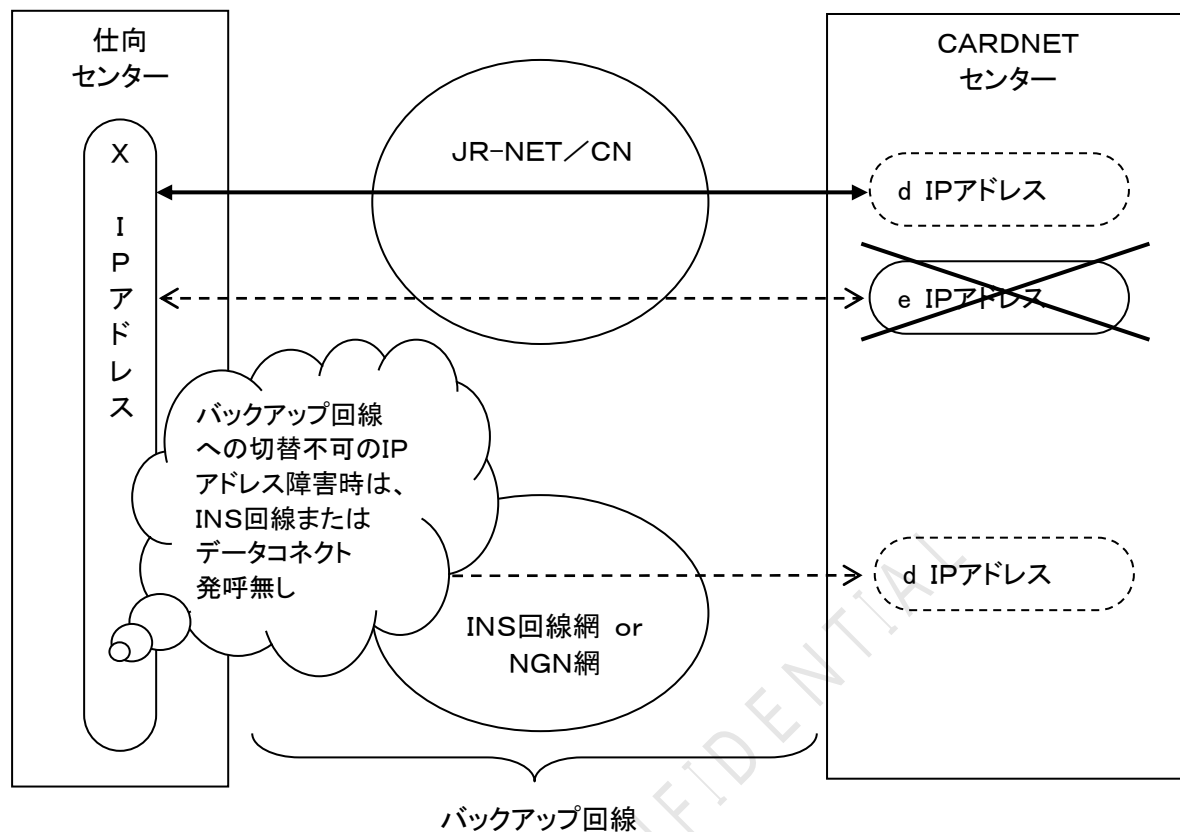 仕向
センター
X
IPアドレス
JR-NET／CN
CARDNET
センター
d IPアドレス
e IPアドレス
バックアップ回線
への切替不可のIP
アドレス障害時は、
INS回線または
データコネクト
発呼無し
INS回線網 or
NGN網
d IPアドレス
バックアップ回線
FIDENTIAL